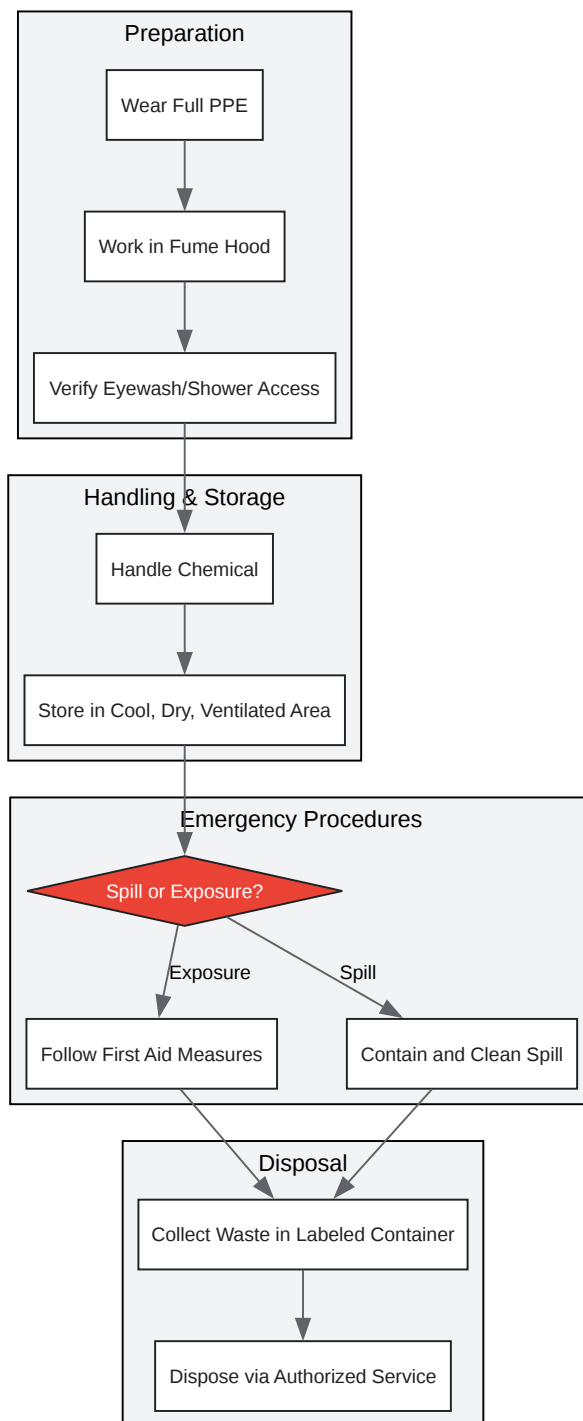 Preparation
Wear Full PPE
Work in Fume Hood
Verify Eyewash/Shower Access
Handling & Storage
Handle Chemical
Store in Cool, Dry, Ventilated Area
Emergency Procedures
Spill or Exposure?
Exposure
Spill
Follow First Aid Measures
Contain and Clean Spill
Disposal
Collect Waste in Labeled Container
Dispose via Authorized Service